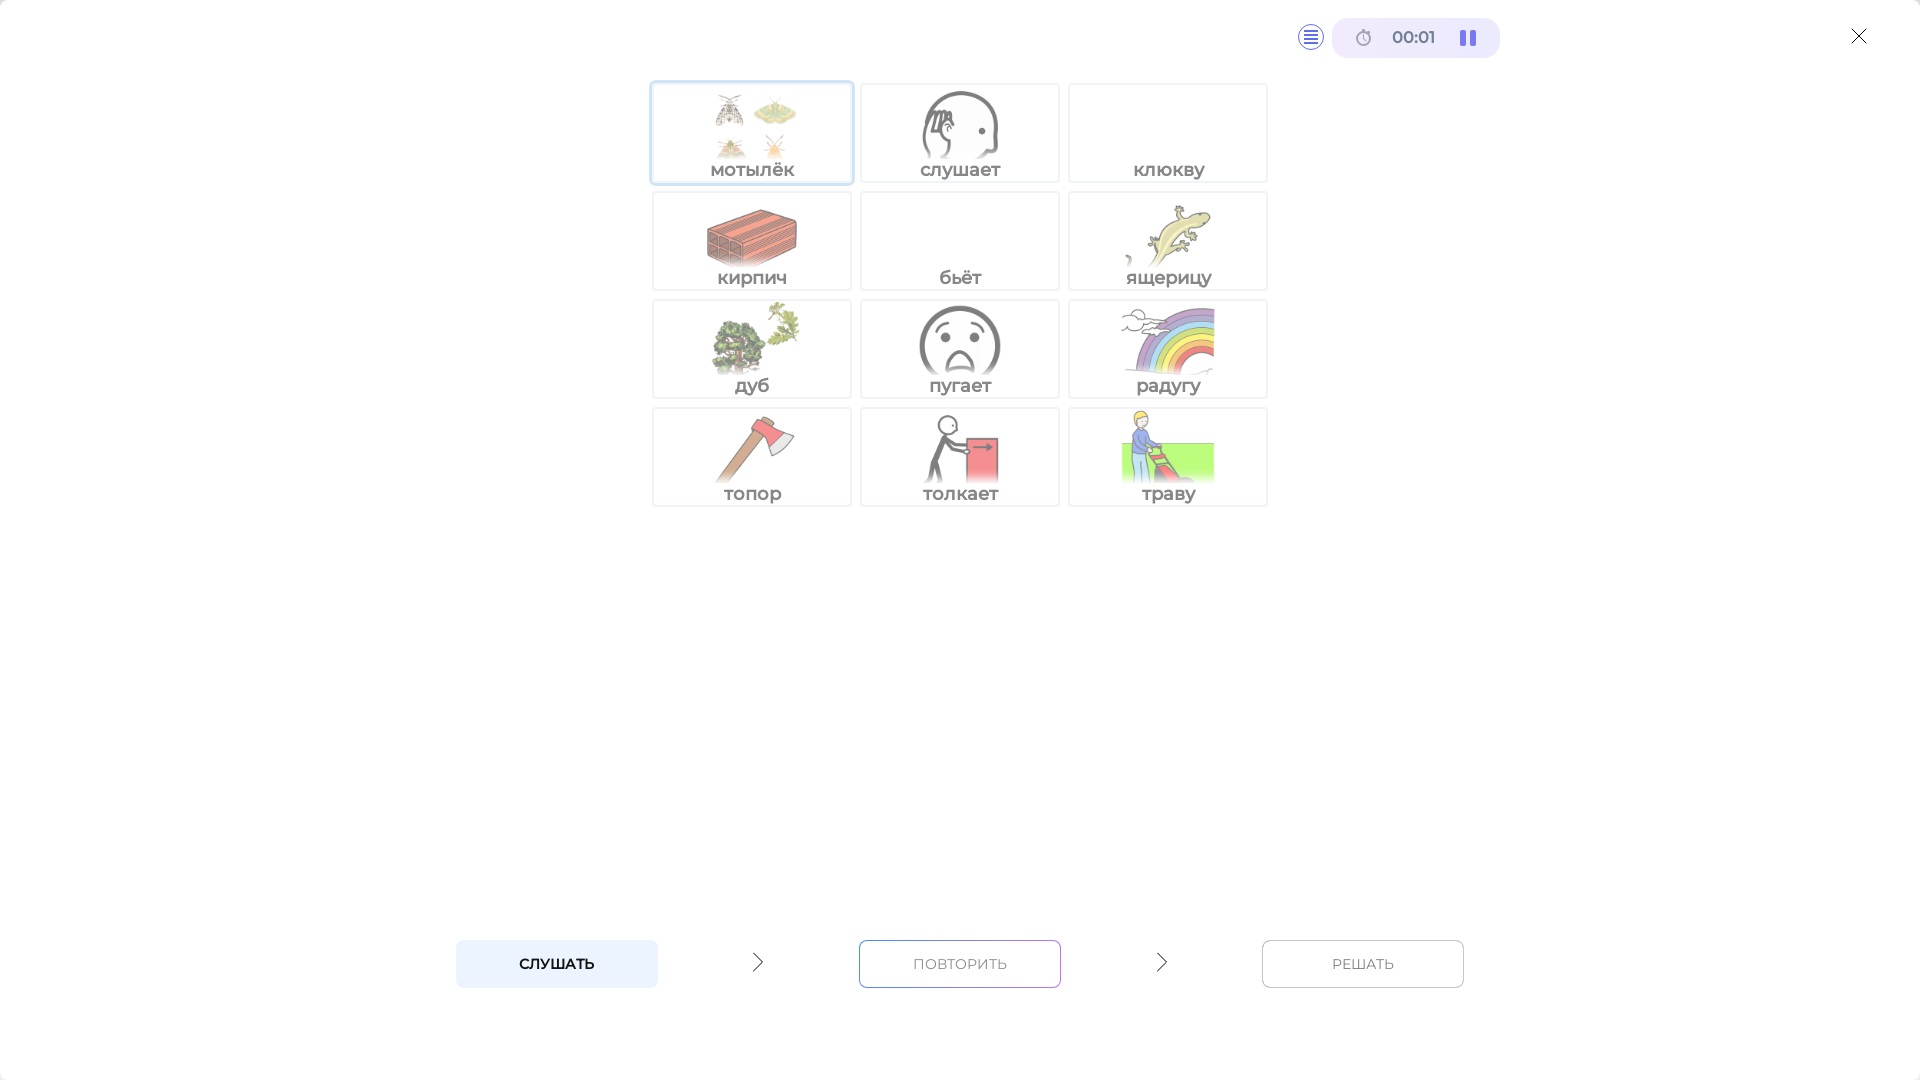 00:01
мотылёк слушает клюкву
кирпич бьёт ящерицу
дуб пугает радугу
топор толкает траву
СЛУШАТЬ ПОВТОРИТЬ РЕШАТЬ